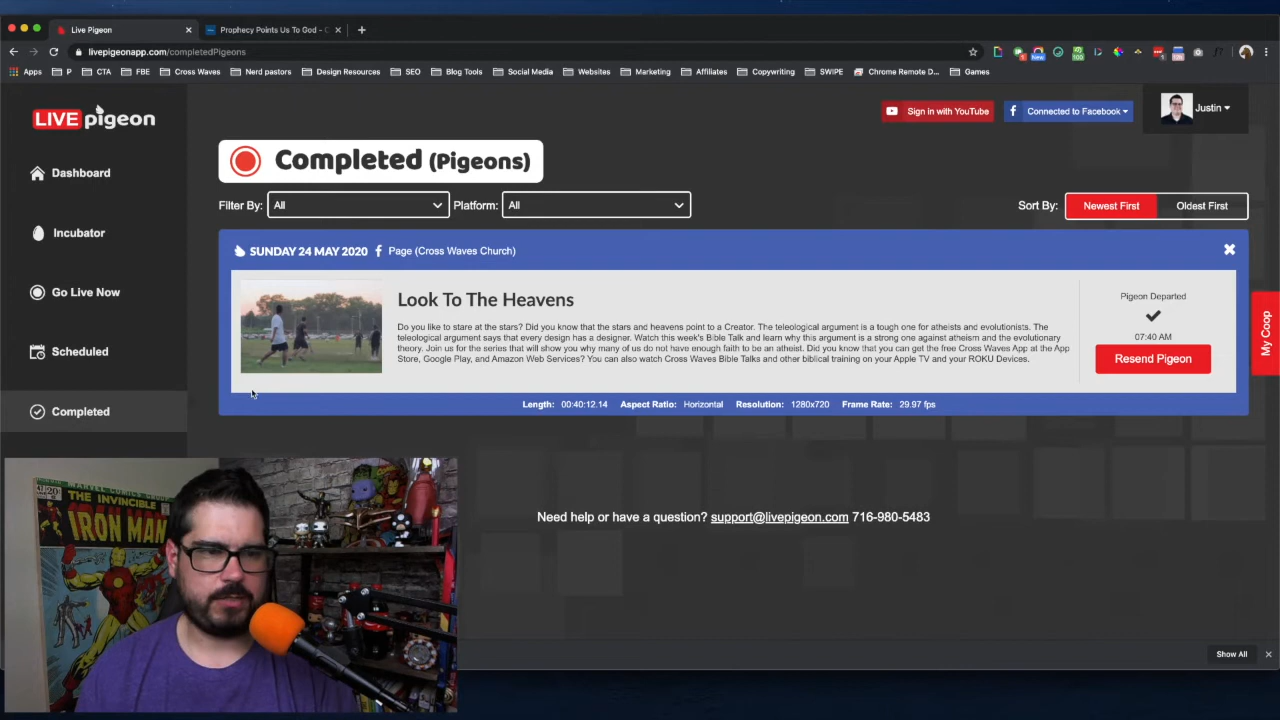 Live Pigeon
Prophecy Points Us To God - C
livepigeonapp.com/completedPigeons
Apps P CTA FBE Cross Waves Nerd pastors Design Resources SEO Blog Tools Social Media Websites Marketing Affiliates Copywriting SWIPE Chrome Remote D... Games
LIVE pigeon
Sign in with YouTube
Connected to Facebook
Justin
Dashboard
Incubator
Go Live Now
Scheduled
Completed
Completed (Pigeons)
Filter By: All Platform: All
Sort By: Newest First Oldest First
SUNDAY 24 MAY 2020 Page (Cross Waves Church)
Look To The Heavens
Do you like to stare at the stars? Did you know that the stars and heavens point to a Creator. The teleological argument is a tough one for atheists and evolutionists. The
teleological argument says that every design has a designer. Watch this week's Bible Talk and learn why this argument is a strong one against atheism and the evolutionary
theory. Join us for the series that will show you why many of us do not have enough faith to be an atheist. Did you know that you can get the free Cross Waves App at the App
Store, Google Play, and Amazon Web Services? You can also watch Cross Waves Bible Talks and other biblical training on your Apple TV and your ROKU Devices.
Pigeon Departed
07:40 AM
Resend Pigeon
My Coop
Length: 00:40:12.14 Aspect Ratio: Horizontal Resolution: 1280x720 Frame Rate: 29.97 fps
Need help or have a question? support@livepigeon.com 716-980-5483
Show All
MARVEL COMICS GROUP
THE INVINCIBLE
IRON MAN